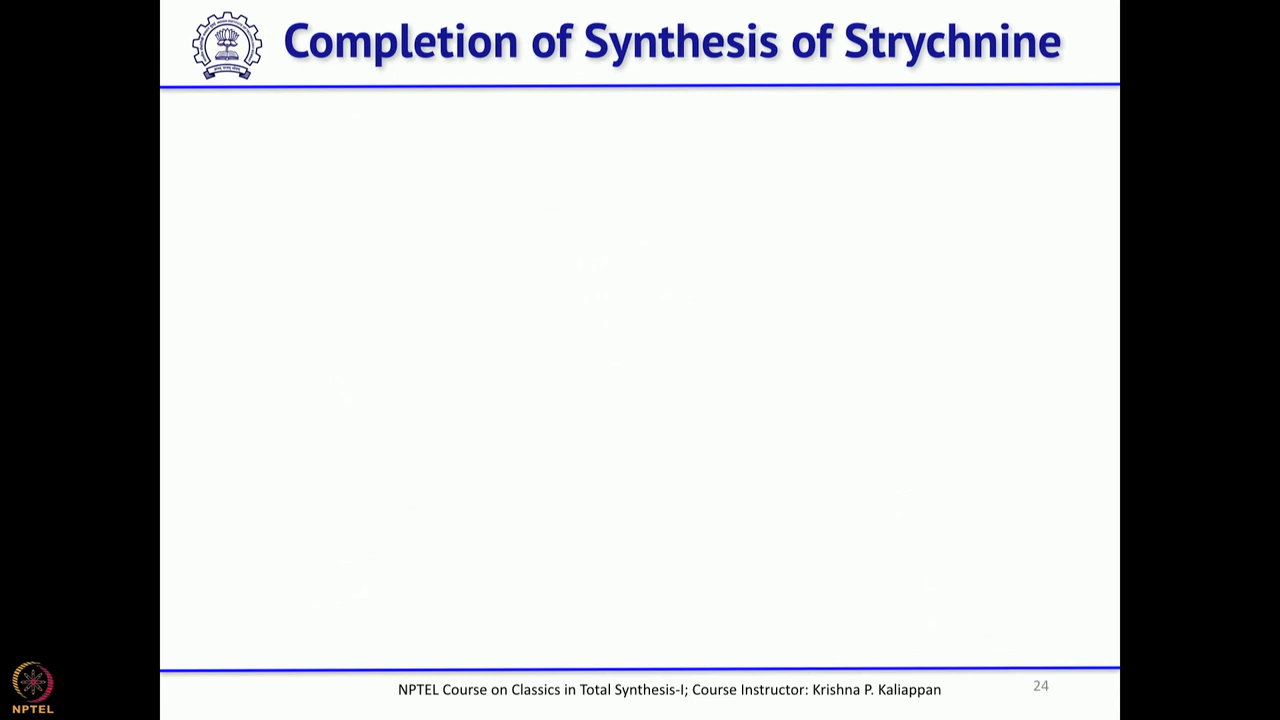 Completion of Synthesis of Strychnine
NPTEL Course on Classics in Total Synthesis-I; Course Instructor: Krishna P. Kaliappan
24
NPTEL